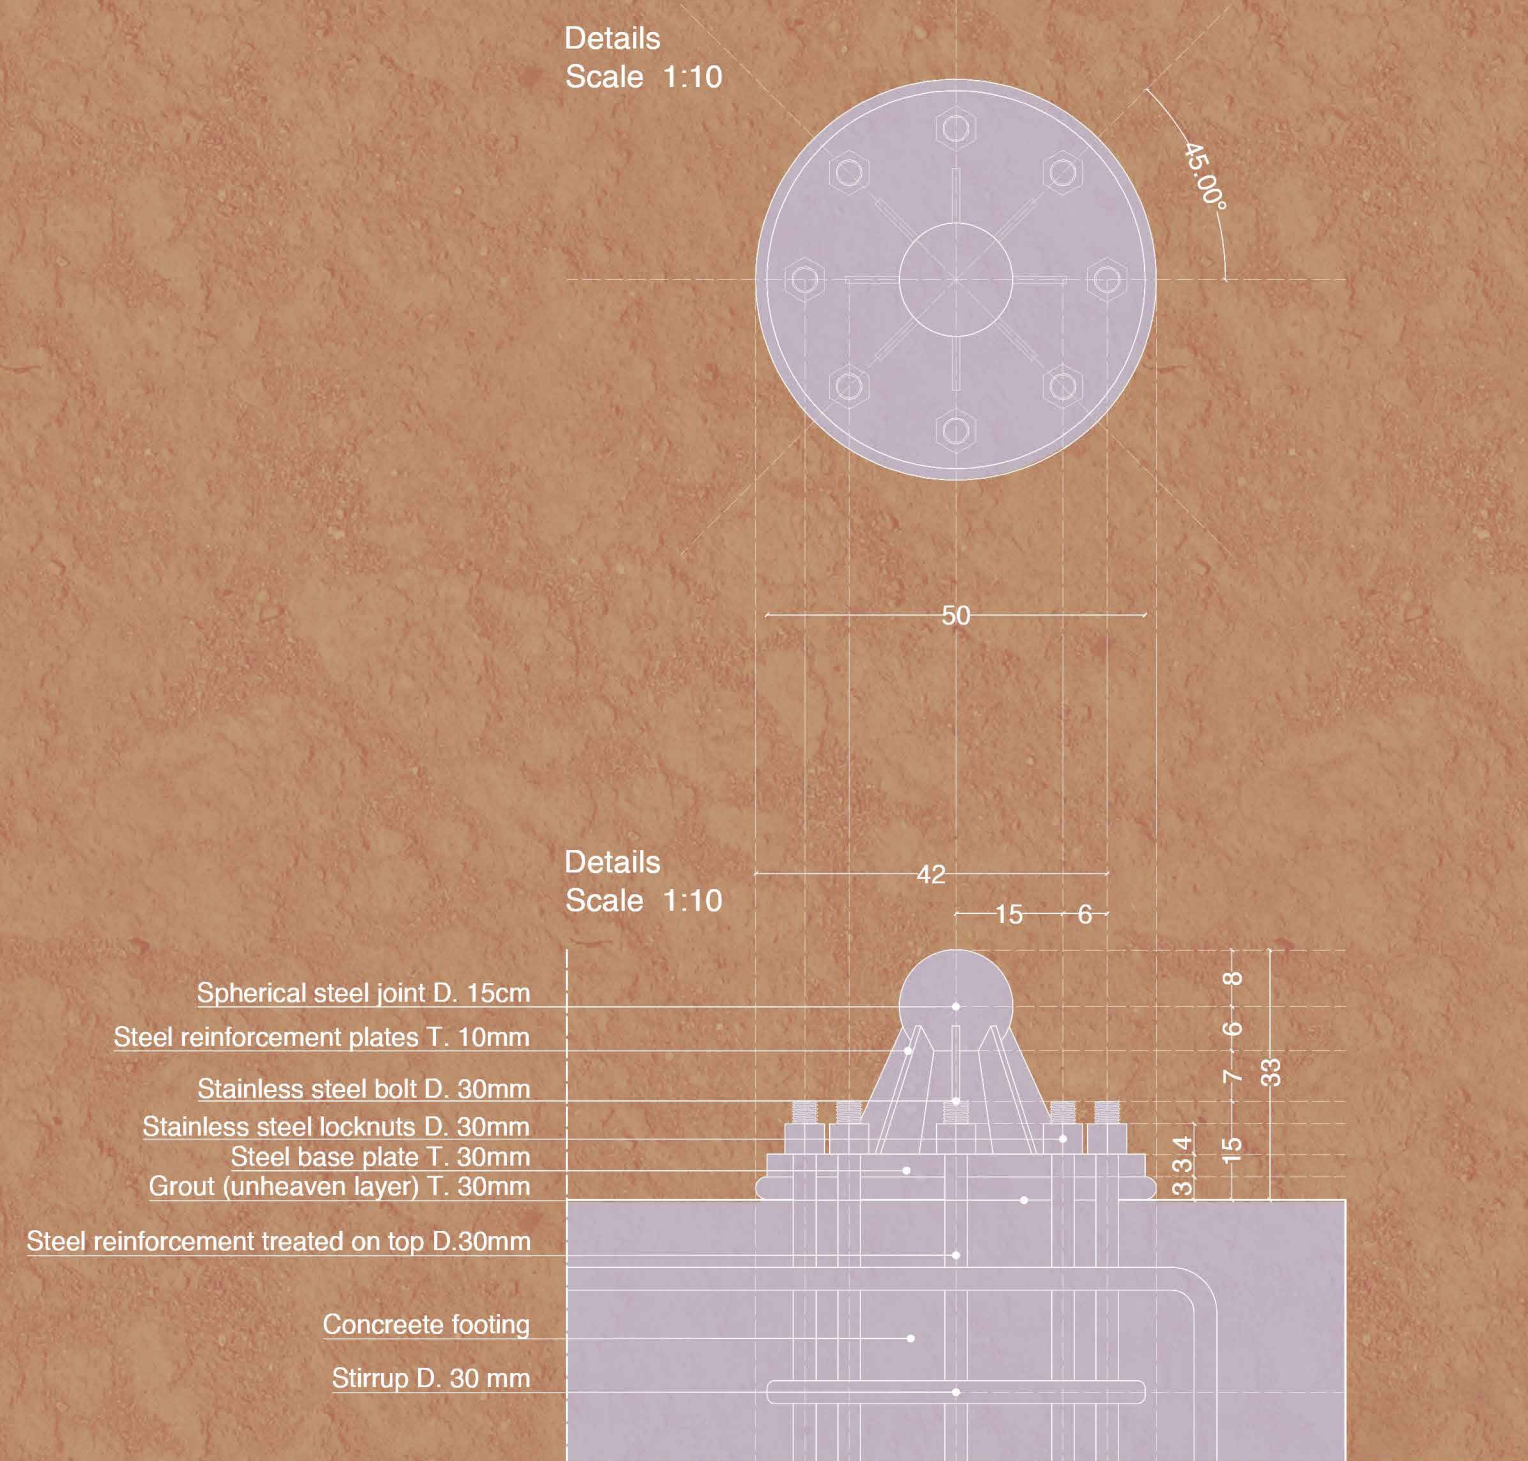 Details
Scale 1:10
45.00°
50
Details
Scale 1:10
42
15 6
Spherical steel joint D. 15cm
Steel reinforcement plates T. 10mm
Stainless steel bolt D. 30mm
Stainless steel locknuts D. 30mm
Steel base plate T. 30mm
Grout (unheaven layer) T. 30mm
Steel reinforcement treated on top D.30mm
Concreete footing
Stirrup D. 30 mm
8
6
7
15
33
4
3
3